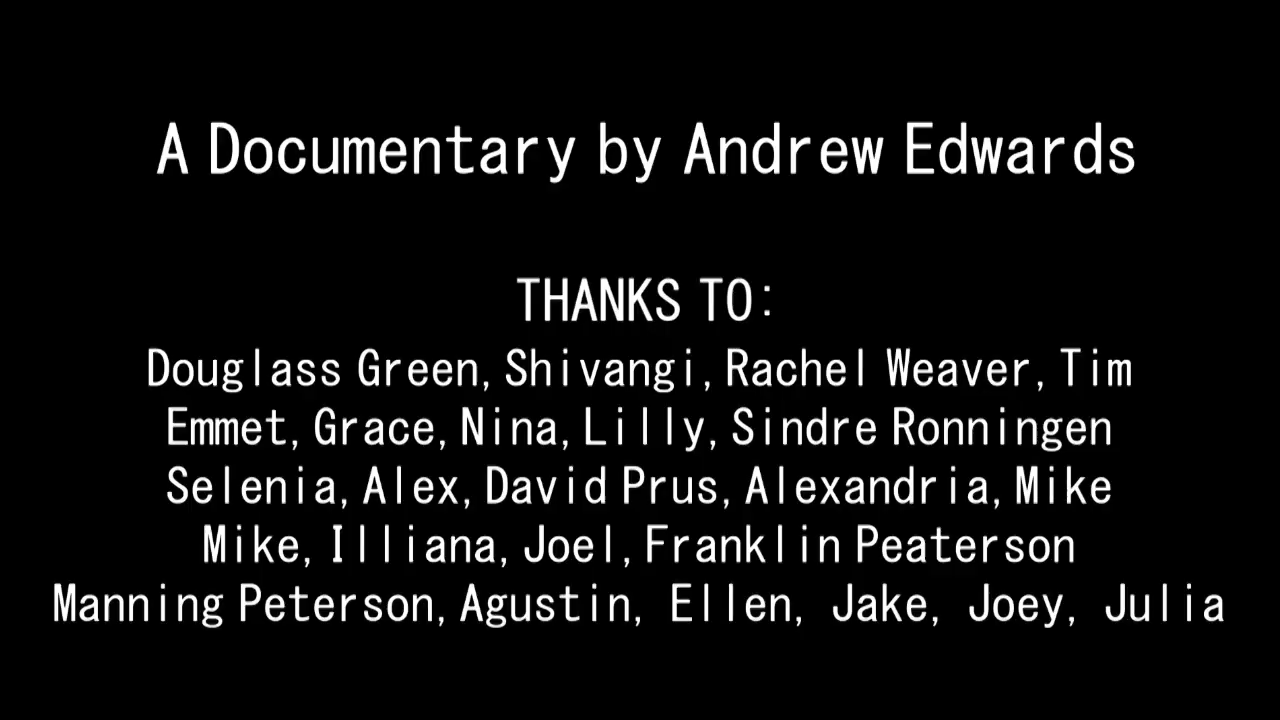 A Documentary by Andrew Edwards
THANKS TO:
Douglass Green, Shivangi, Rachel Weaver, Tim
Emmet, Grace, Nina, Lilly, Sindre Ronningen
Selenia, Alex, David Prus, Alexandria, Mike
Mike, Illiana, Joel, Franklin Peaterson
Manning Peterson, Agustin, Ellen, Jake, Joey, Julia